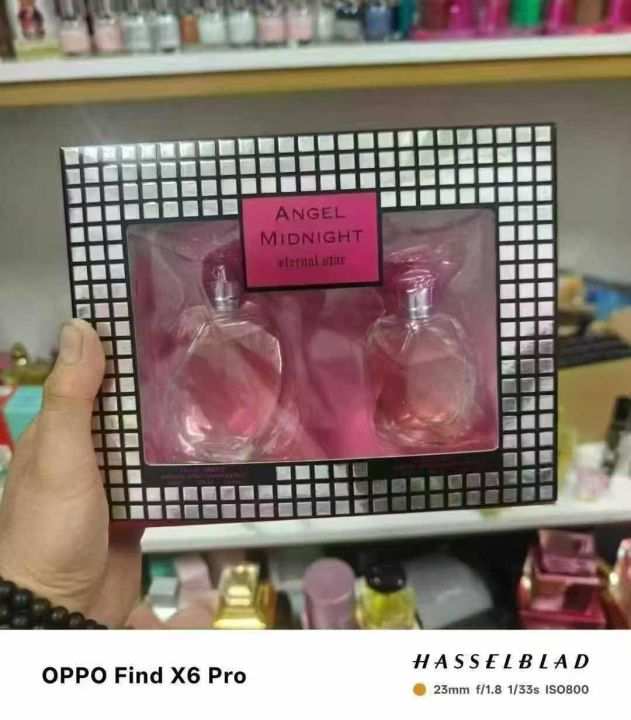 ANGEL
MIDNIGHT
eternal star
OPPO Find X6 Pro
HASSELBLAD
23mm f/1.8 1/33s ISO800